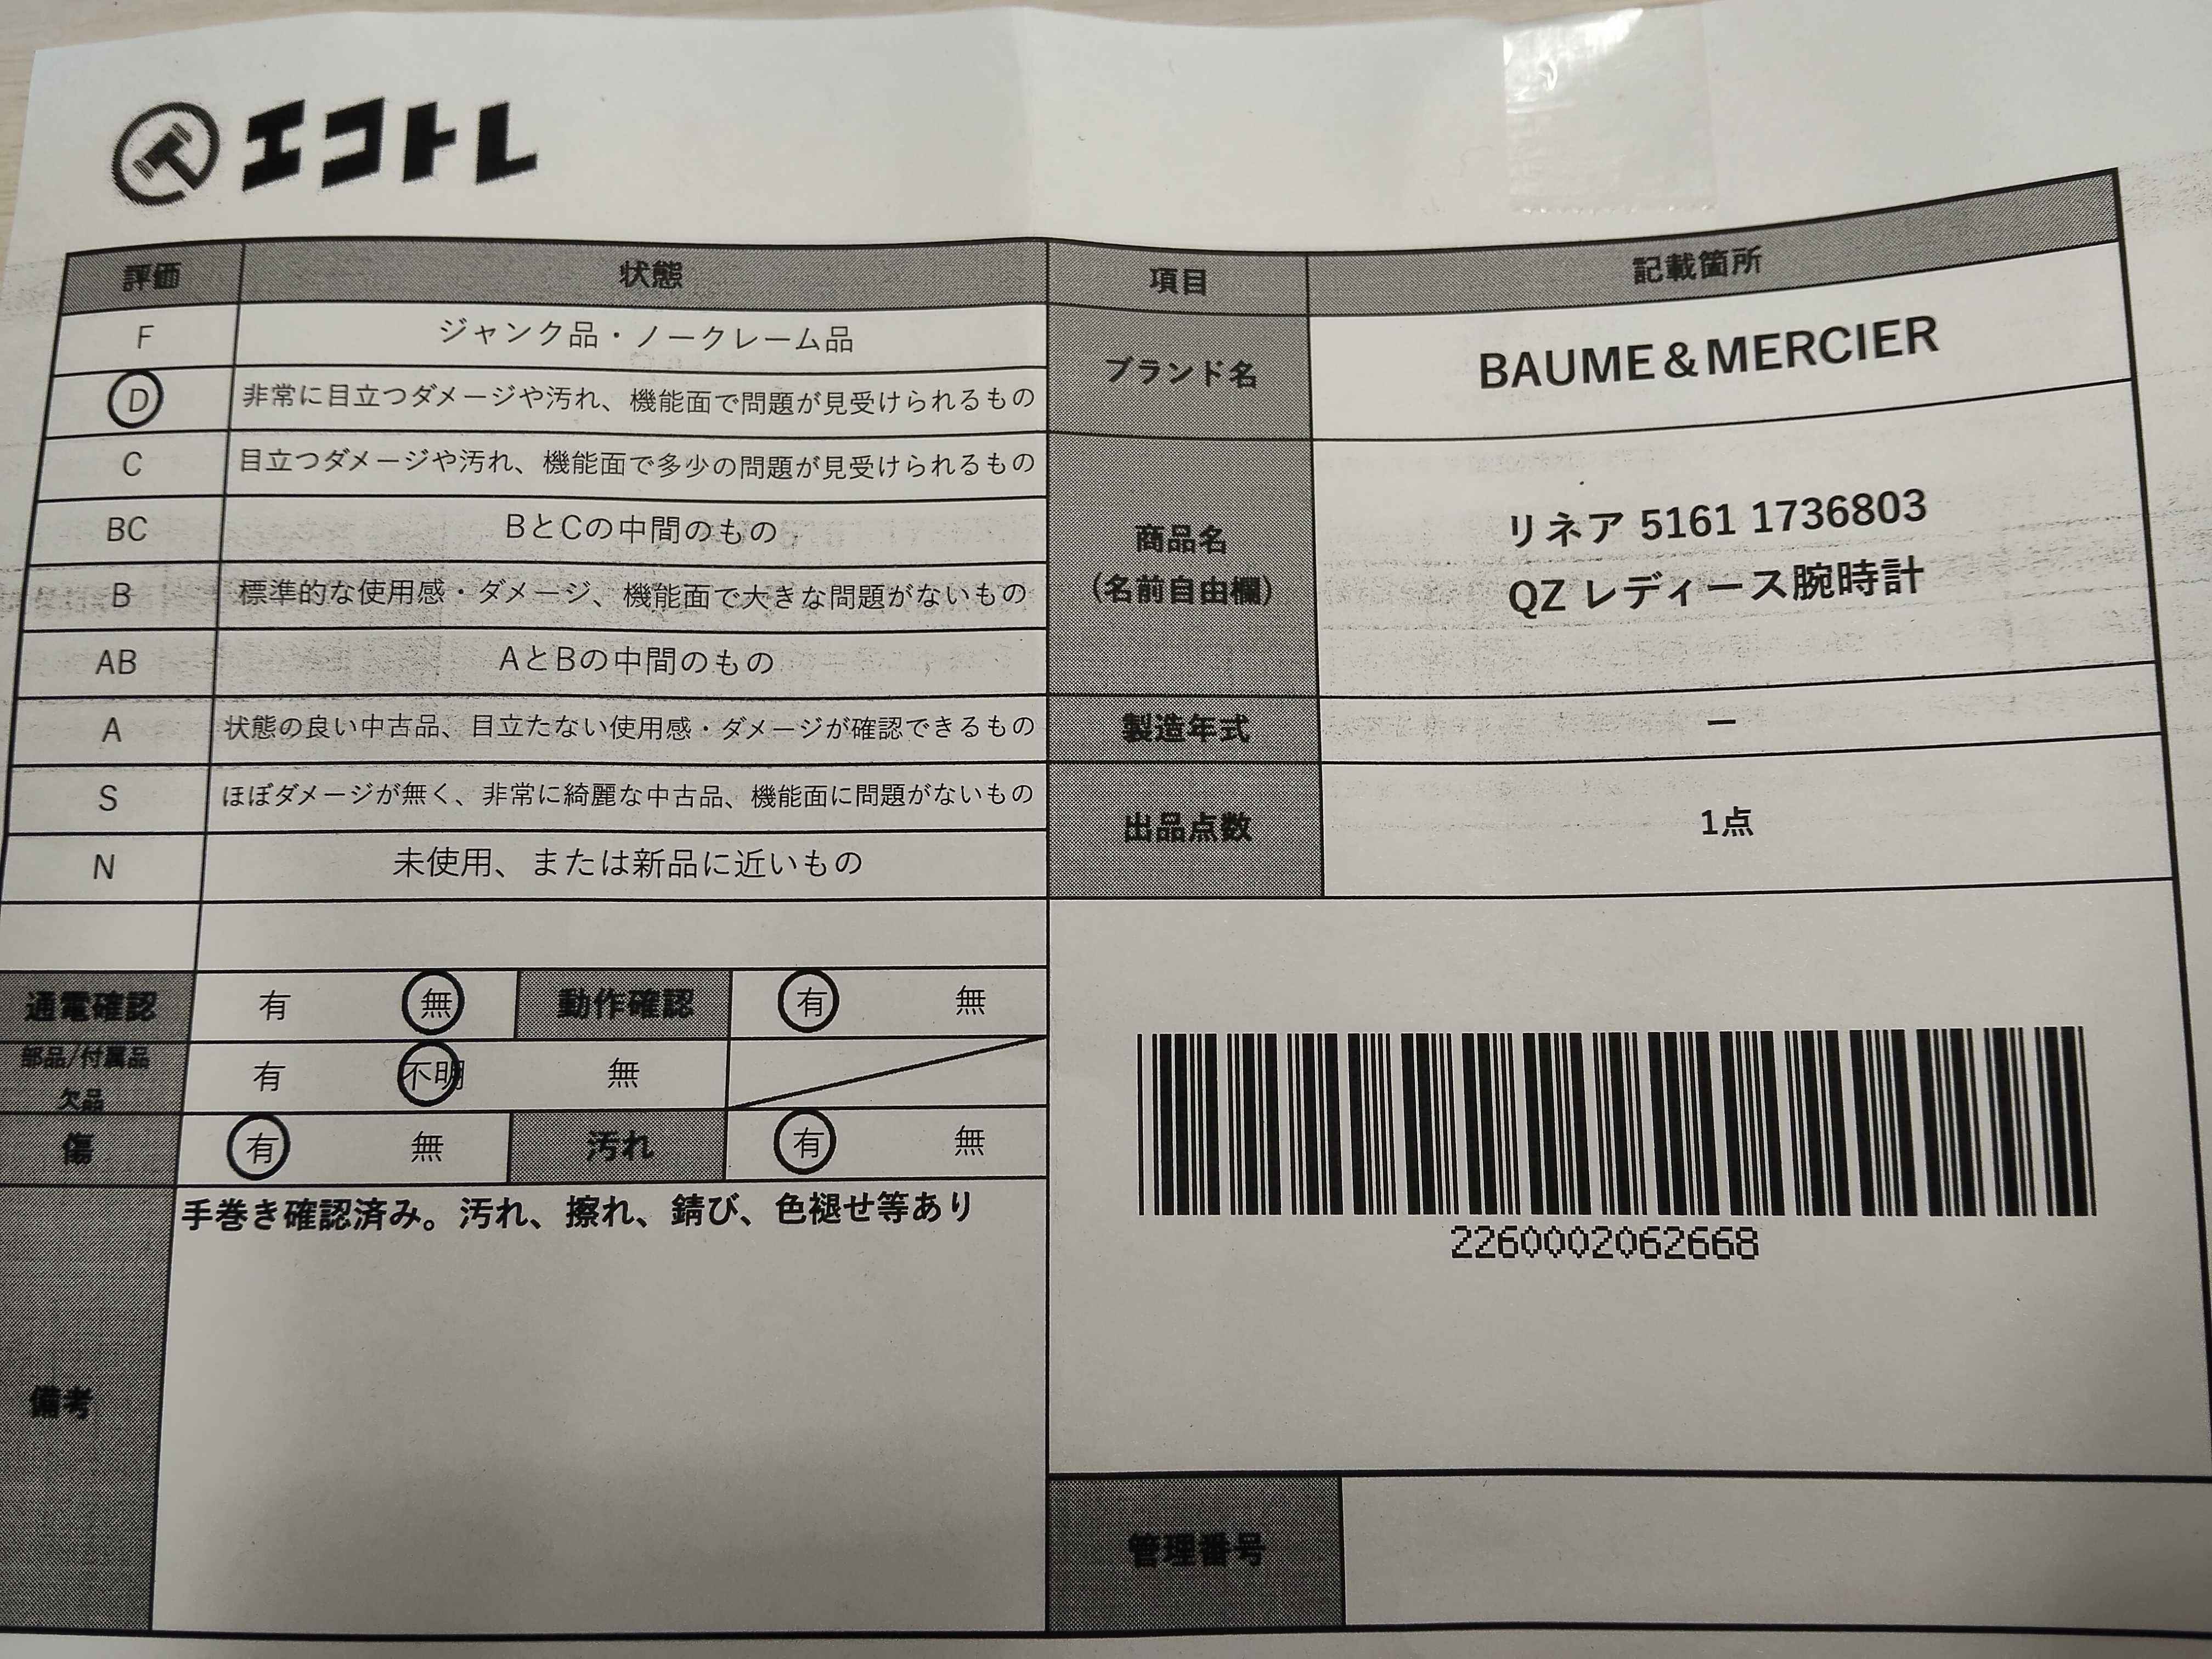 エコトレ
評価 状態
F ジャンク品・ノークレーム品
D 非常に目立つダメージや汚れ、機能面で問題が見受けられるもの
C 目立つダメージや汚れ、機能面で多少の問題が見受けられるもの
BC BとCの中間のもの
B 標準的な使用感・ダメージ、機能面で大きな問題がないもの
AB AとBの中間のもの
A 状態の良い中古品、目立たない使用感・ダメージが確認できるもの
S ほぼダメージが無く、非常に綺麗な中古品、機能面に問題がないもの
N 未使用、または新品に近いもの
通電確認 有 無 動作確認 有 無
部品/付属品
欠品
有 不明 無
傷 有 無 汚れ 有 無
備考
手巻き確認済み。汚れ、擦れ、錆び、色褪せ等あり
項目 記載箇所
ブランド名 BAUME&MERCIER
商品名
(名前自由欄)
リネア 5161 1736803
QZ レディース腕時計
製造年式 ー
出品点数 1点
2260002062668
管理番号